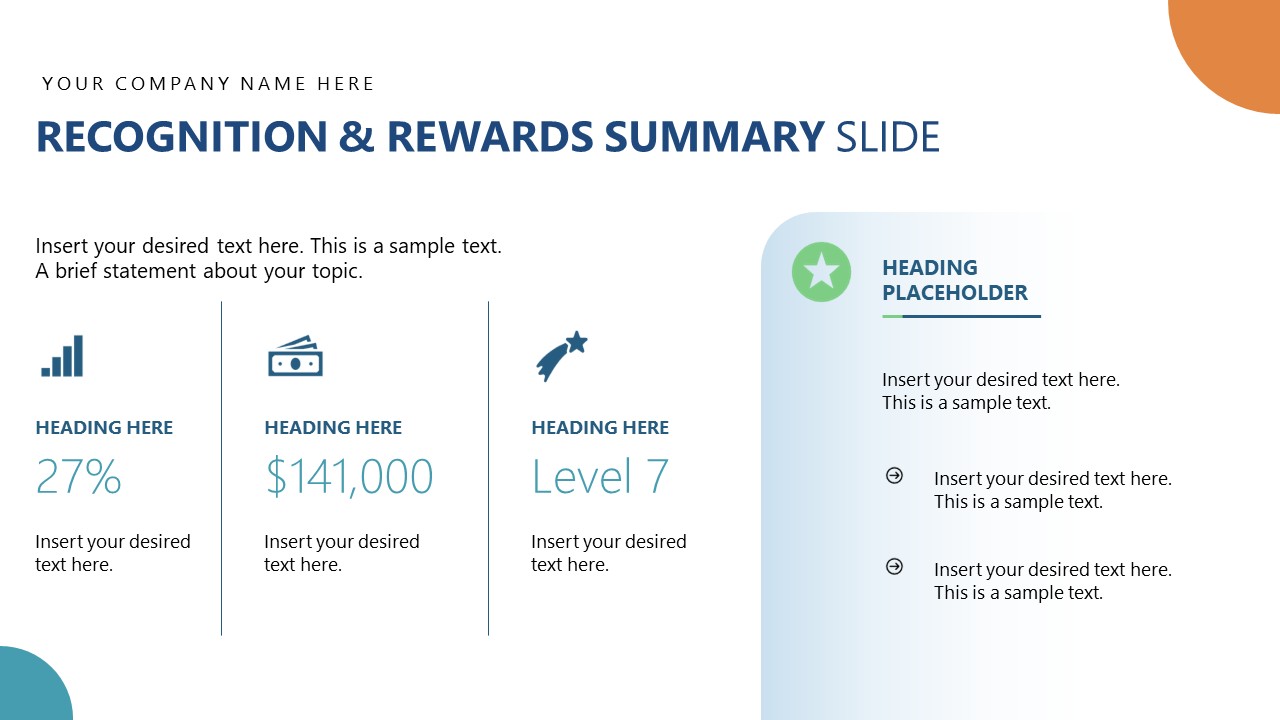 YOUR COMPANY NAME HERE
RECOGNITION & REWARDS SUMMARY SLIDE
Insert your desired text here. This is a sample text.
A brief statement about your topic.
HEADING HERE
27%
Insert your desired
text here.
HEADING HERE
$141,000
Insert your desired
text here.
HEADING HERE
Level 7
Insert your desired
text here.
HEADING
PLACEHOLDER
Insert your desired text here.
This is a sample text.
Insert your desired text here.
This is a sample text.
Insert your desired text here.
This is a sample text.